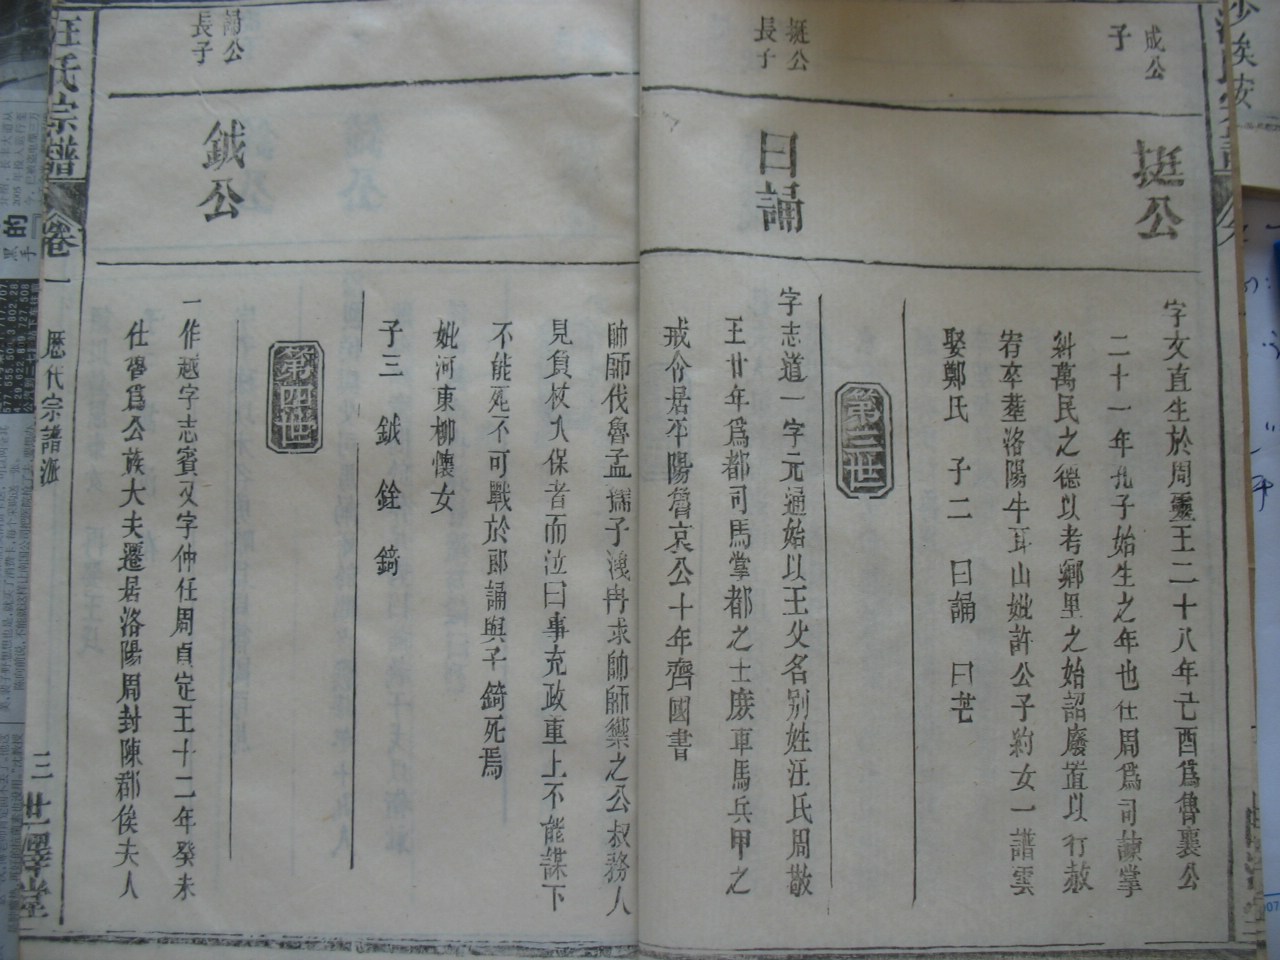 成公
子
挺公
字文直生於周靈王二十八年己酉爲魯襄公
二十一年孔子始生之年也仕周爲司諫掌
糾萬民之德以考鄉里之始詔廢置以行赦
宥卒塟洛陽牛耳山妣許公子約女一譜雲
娶鄭氏 子二 曰誦 曰芒
第三世
挺公
長子
曰誦
字志道一字元通始以王父名别姓汪氏周敬
王廿年爲都司馬掌都之士庶車馬兵甲之
戒令居平陽魯哀公十年齊國書
帥師伐魯孟孺子洩冉求帥師禦之公叔務人
見負杖入保者而泣曰事充政重上不能謀下
不能死不可戰於郎誦與子錡死焉
妣河東柳懷女
子三 鉞 銓 錡
第四世
誦公
長子
鉞公
一作越字志賓又字仲任周貞定王十二年癸未
仕魯爲公族大夫遷居洛陽周封陳郡侯夫人
汪氏宗譜
卷一
歷代宗譜派
三
世澤堂